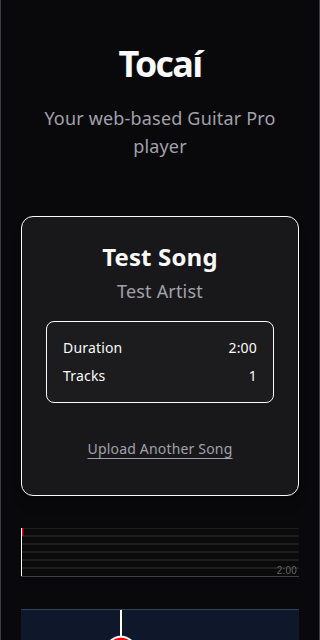 Tocaí
Your web-based Guitar Pro
player
Test Song
Test Artist
Duration 2:00
Tracks 1
Upload Another Song
2:00